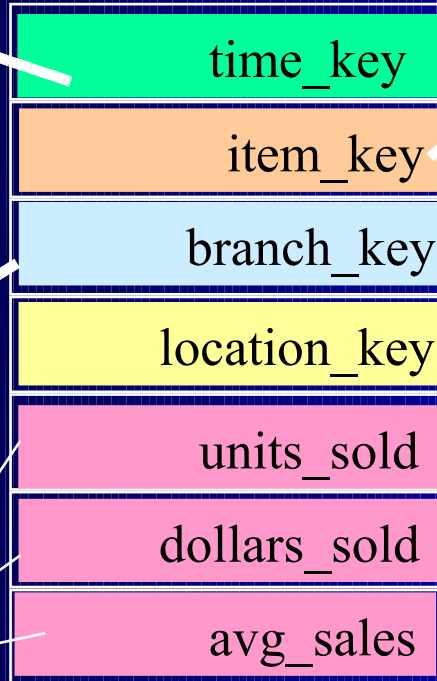 time_key
item_key
branch_key
location_key
units_sold
dollars_sold
avg_sales